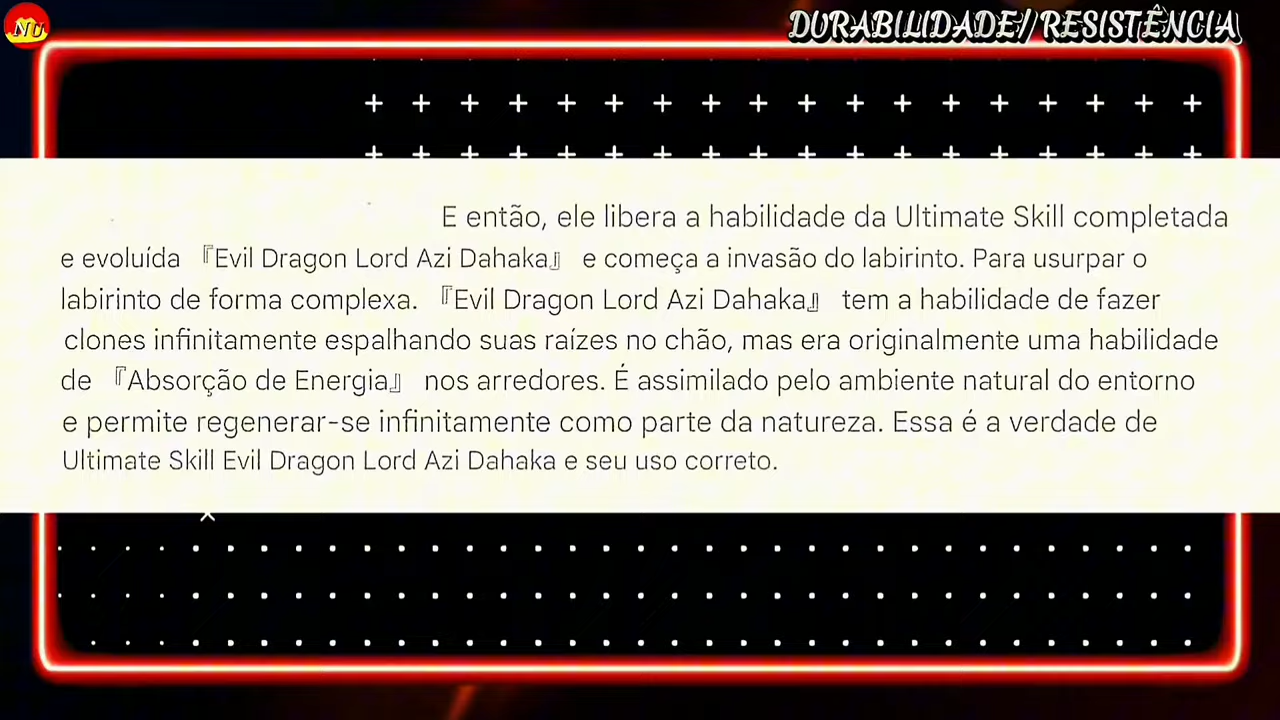 NU
DURABILIDADE// RESISTÊNCIA
E então, ele libera a habilidade da Ultimate Skill completada
e evoluída 『Evil Dragon Lord Azi Dahaka』 e começa a invasão do labirinto. Para usurpar o
labirinto de forma complexa. 『Evil Dragon Lord Azi Dahaka』 tem a habilidade de fazer
clones infinitamente espalhando suas raízes no chão, mas era originalmente uma habilidade
de 『Absorção de Energia』 nos arredores. É assimilado pelo ambiente natural do entorno
e permite regenerar-se infinitamente como parte da natureza. Essa é a verdade de
Ultimate Skill Evil Dragon Lord Azi Dahaka e seu uso correto.